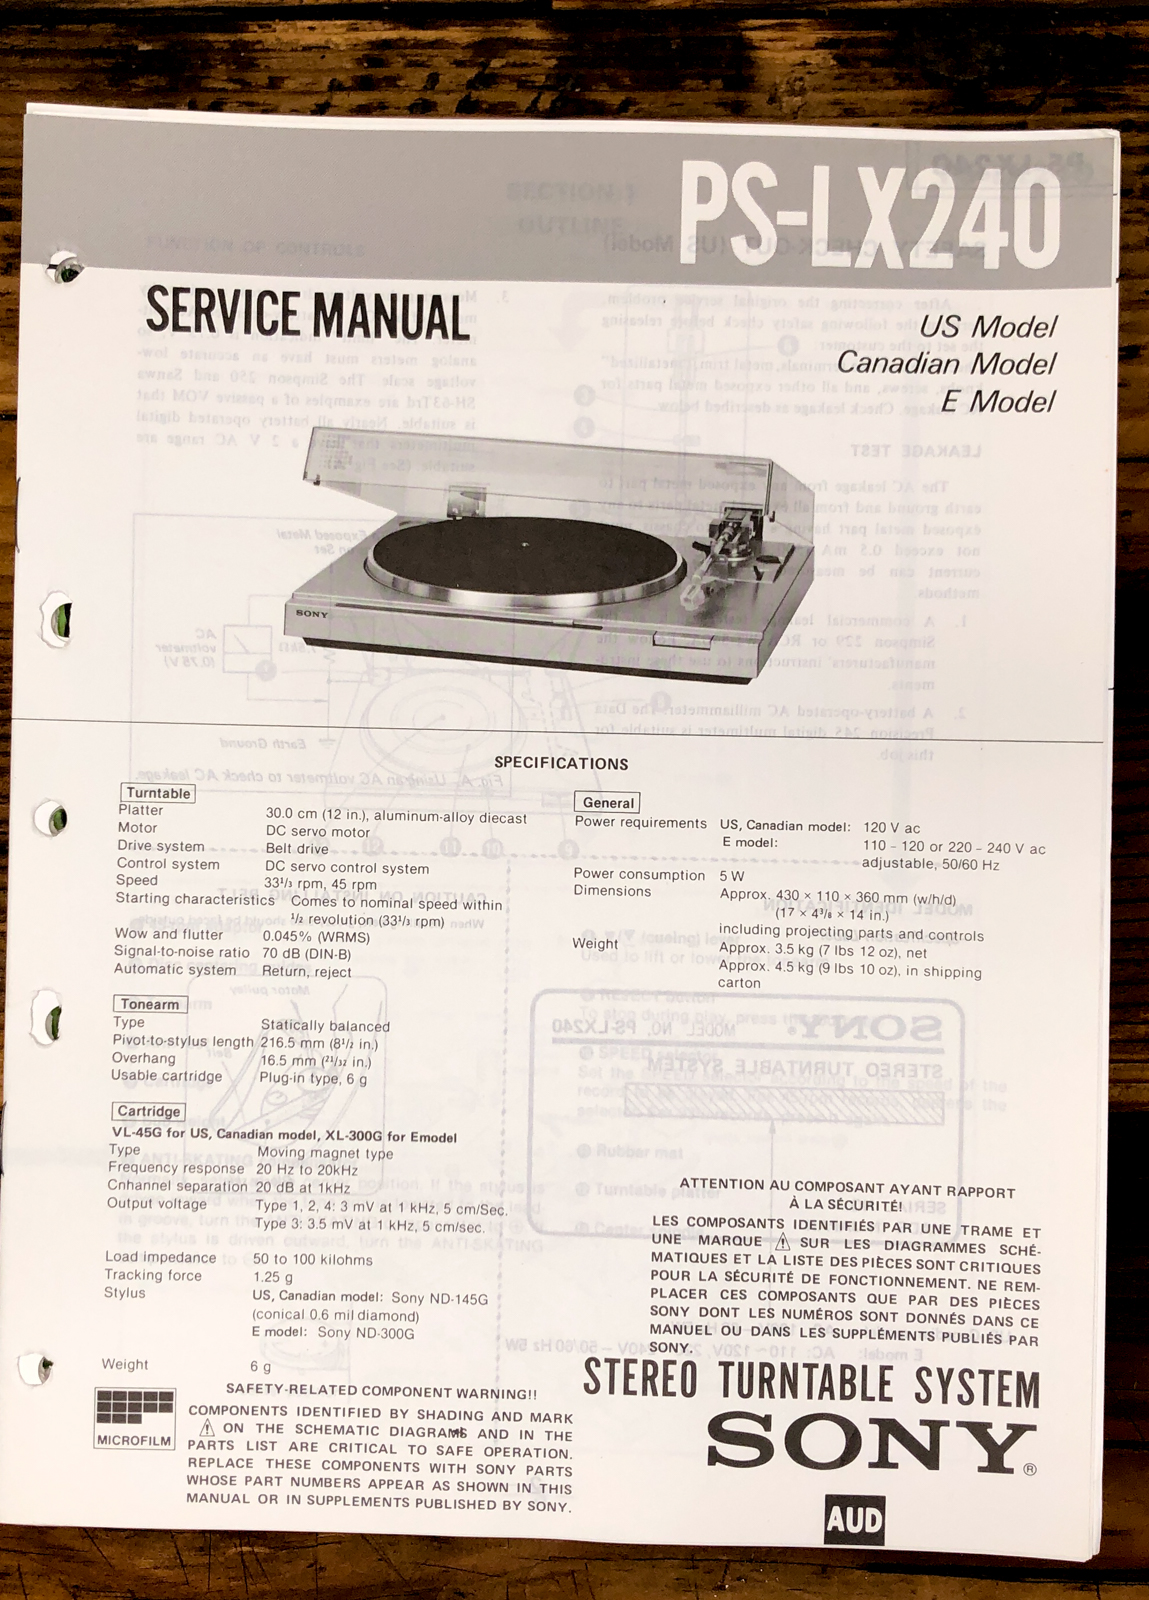 PS-LX240
SERVICE MANUAL
US Model
Canadian Model
E Model
SONY
SPECIFICATIONS
Turntable
Platter 30.0 cm (12 in.), aluminum-alloy diecast
Motor DC servo motor
Drive system Belt drive
Control system DC servo control system
Speed 33¹/₃ rpm, 45 rpm
Starting characteristics Comes to nominal speed within
¹/₂ revolution (33¹/₃ rpm)
Wow and flutter 0.045% (WRMS)
Signal-to-noise ratio 70 dB (DIN-B)
Automatic system Return, reject
Tonearm
Type Statically balanced
Pivot-to-stylus length 216.5 mm (8¹/₂ in.)
Overhang 16.5 mm (²¹/₃₂ in.)
Usable cartridge Plug-in type, 6 g
Cartridge
VL-45G for US, Canadian model, XL-300G for Emodel
Type Moving magnet type
Frequency response 20 Hz to 20kHz
Cnhannel separation 20 dB at 1kHz
Output voltage Type 1, 2, 4: 3 mV at 1 kHz, 5 cm/Sec.
Type 3: 3.5 mV at 1 kHz, 5 cm/sec.
Load impedance 50 to 100 kilohms
Tracking force 1.25 g
Stylus US, Canadian model: Sony ND-145G
(conical 0.6 mil diamond)
E model: Sony ND-300G
Weight 6 g
General
Power requirements US, Canadian model: 120 V ac
E model: 110 – 120 or 220 – 240 V ac
adjustable, 50/60 Hz
Power consumption 5 W
Dimensions Approx. 430 × 110 × 360 mm (w/h/d)
(17 × 4³/₈ × 14 in.)
including projecting parts and controls
Weight Approx. 3.5 kg (7 lbs 12 oz), net
Approx. 4.5 kg (9 lbs 10 oz), in shipping
carton
ATTENTION AU COMPOSANT AYANT RAPPORT
À LA SÉCURITÉ!
LES COMPOSANTS IDENTIFIÉS PAR UNE TRAME ET
UNE MARQUE ⚠ SUR LES DIAGRAMMES SCHÉ-
MATIQUES ET LA LISTE DES PIÈCES SONT CRITIQUES
POUR LA SÉCURITÉ DE FONCTIONNEMENT. NE REM-
PLACER CES COMPOSANTS QUE PAR DES PIÈCES
SONY DONT LES NUMÉROS SONT DONNÉS DANS CE
MANUEL OU DANS LES SUPPLÉMENTS PUBLIÉS PAR
SONY.
MICROFILM
SAFETY-RELATED COMPONENT WARNING!!
COMPONENTS IDENTIFIED BY SHADING AND MARK
⚠ ON THE SCHEMATIC DIAGRAMS AND IN THE
PARTS LIST ARE CRITICAL TO SAFE OPERATION.
REPLACE THESE COMPONENTS WITH SONY PARTS
WHOSE PART NUMBERS APPEAR AS SHOWN IN THIS
MANUAL OR IN SUPPLEMENTS PUBLISHED BY SONY.
STEREO TURNTABLE SYSTEM
SONY®
AUD